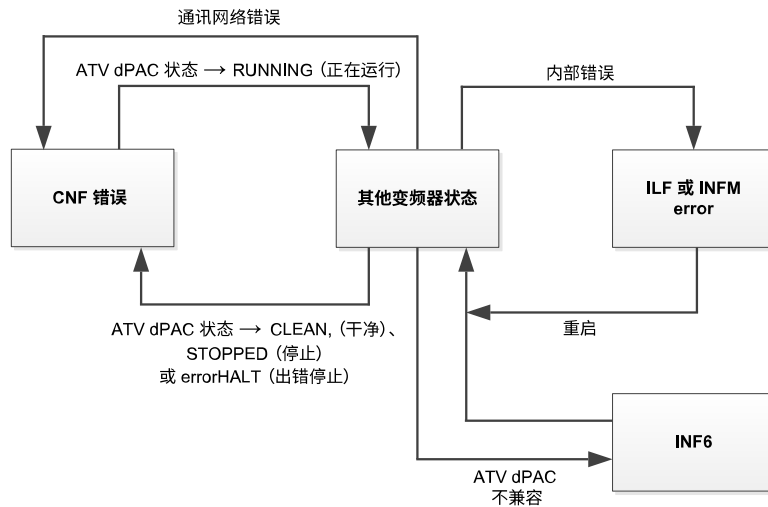 通讯网络错误
ATV dPAC 状态 → RUNNING（正在运行）
内部错误
CNF 错误
其他变频器状态
ILF 或 INFM
error
ATV dPAC 状态 → CLEAN,（干净）、
STOPPED（停止）
或 errorHALT（出错停止）
重启
INF6
ATV dPAC
不兼容